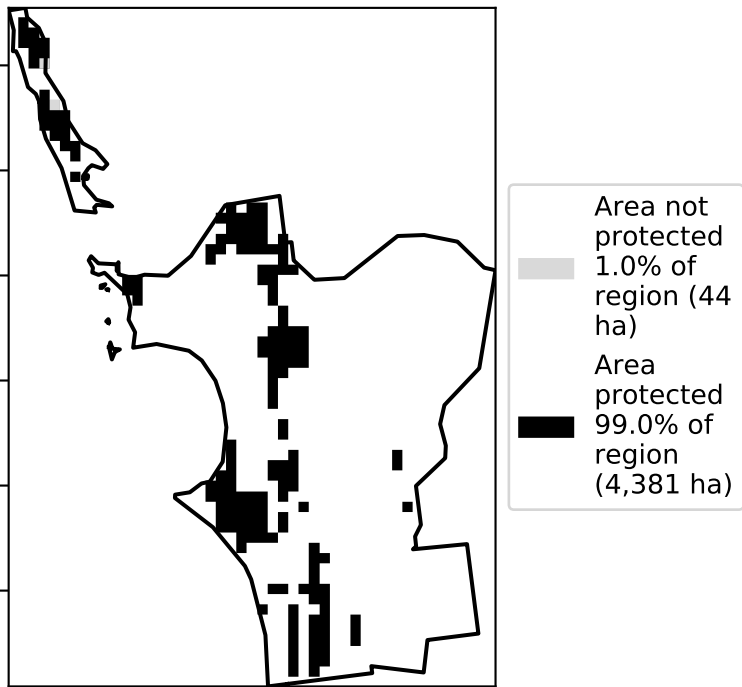 Area not
protected
1.0% of
region (44
ha)
Area
protected
99.0% of
region
(4,381 ha)